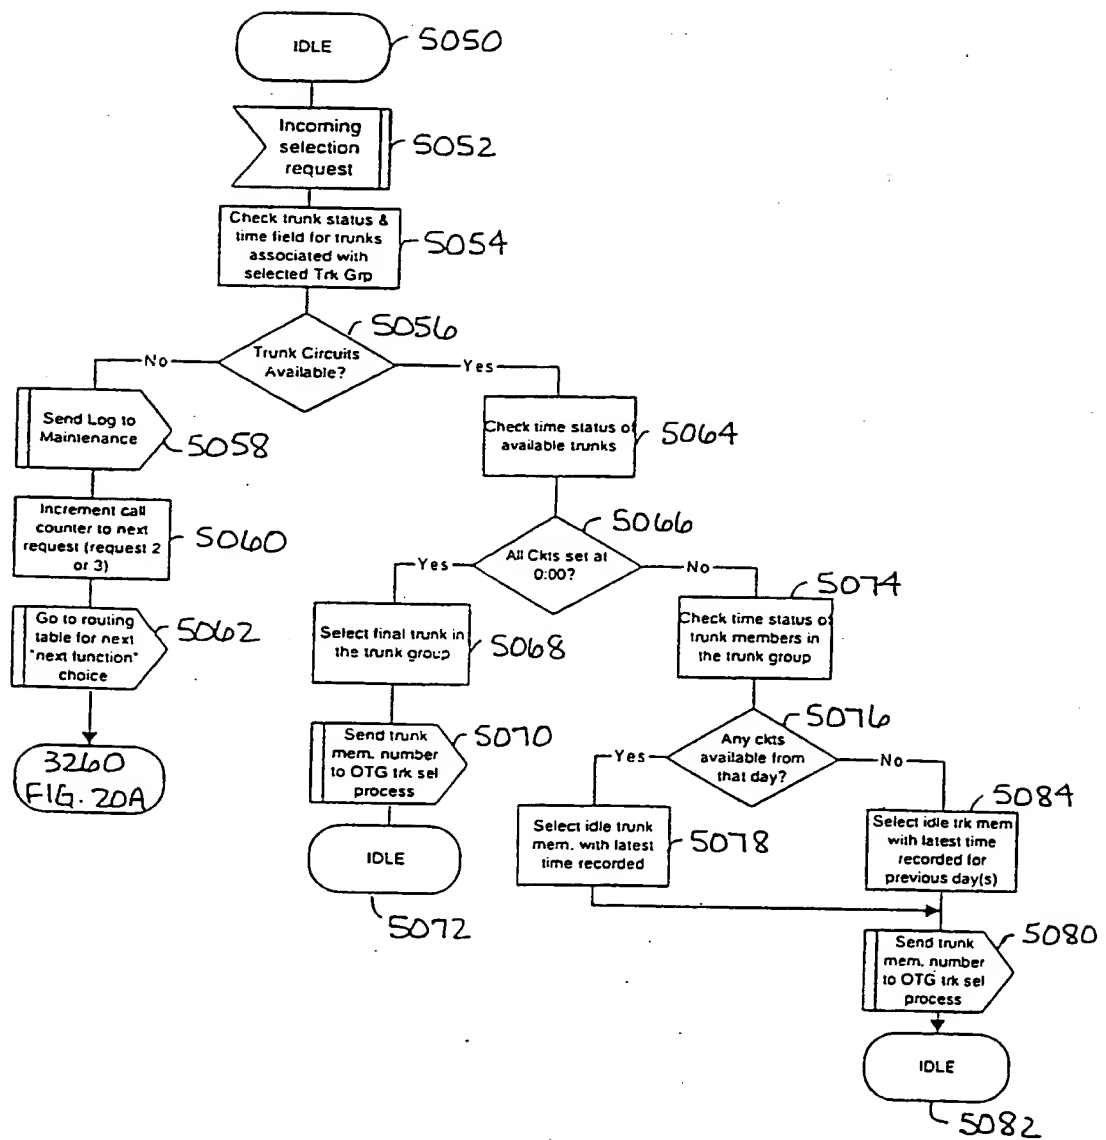 IDLE
5050
Incoming
selection
request
5052
Check trunk status &
time field for trunks
associated with
selected Trk Grp
5054
5056
Trunk Circuits
Available?
No
Yes
Send Log to
Maintenance
5058
Check time status of
available trunks
5064
Increment call
counter to next
request (request 2
or 3)
5060
5066
All Ckts set at
0:00?
Yes
No
Go to routing
table for next
"next function"
choice
5062
Select final trunk in
the trunk group
5068
5074
Check time status of
trunk members in
the trunk group
3260
FIG. 20A
Send trunk
mem. number
to OTG trk sel
process
5070
5076
Any ckts
available from
that day?
Yes
No
IDLE
5072
Select idle trunk
mem. with latest
time recorded
5078
5084
Select idle trk mem
with latest time
recorded for
previous day(s)
Send trunk
mem. number
to OTG trk sel
process
5080
IDLE
5082